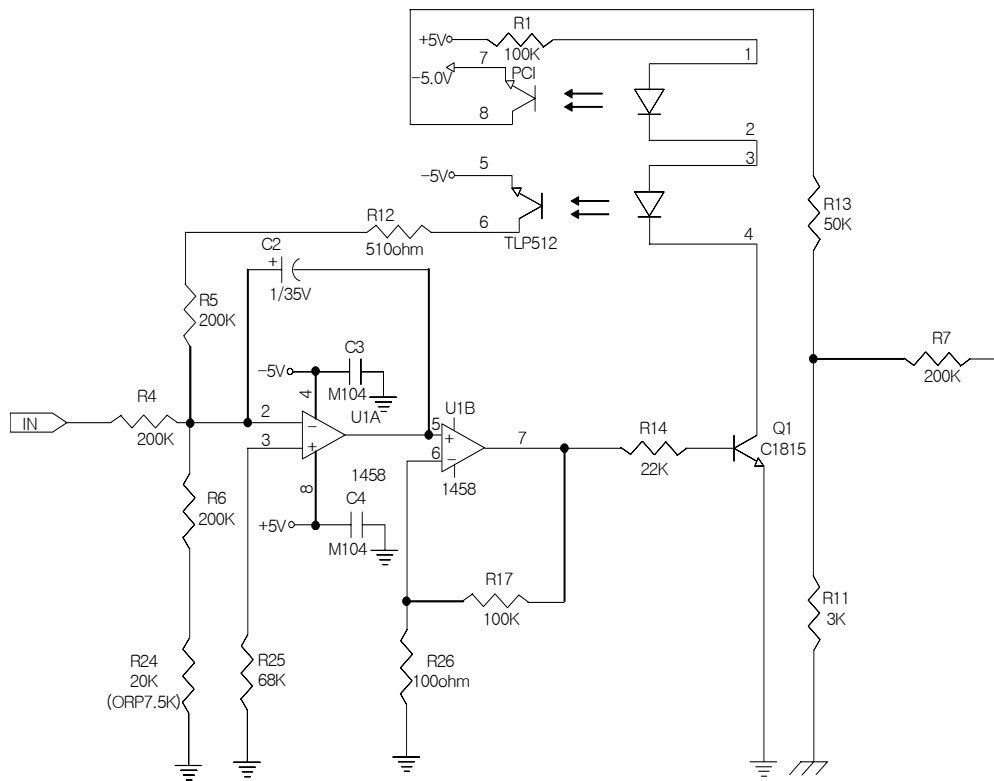 R1
+5V
100K
1
7
−5.0V
PCI
8
2
3
5
−5V
6
TLP512
4
R12
510ohm
R13
50K
C2
+
1/35V
R5
200K
C3
−5V
M104
4
R7
200K
R4
IN
200K
2
−
3
+
U1A
U1B
5
+
6
−
7
1458
1458
R14
22K
Q1
C1815
8
C4
+5V
M104
R6
200K
R17
100K
R11
3K
R24
20K
(ORP7.5K)
R25
68K
R26
100ohm